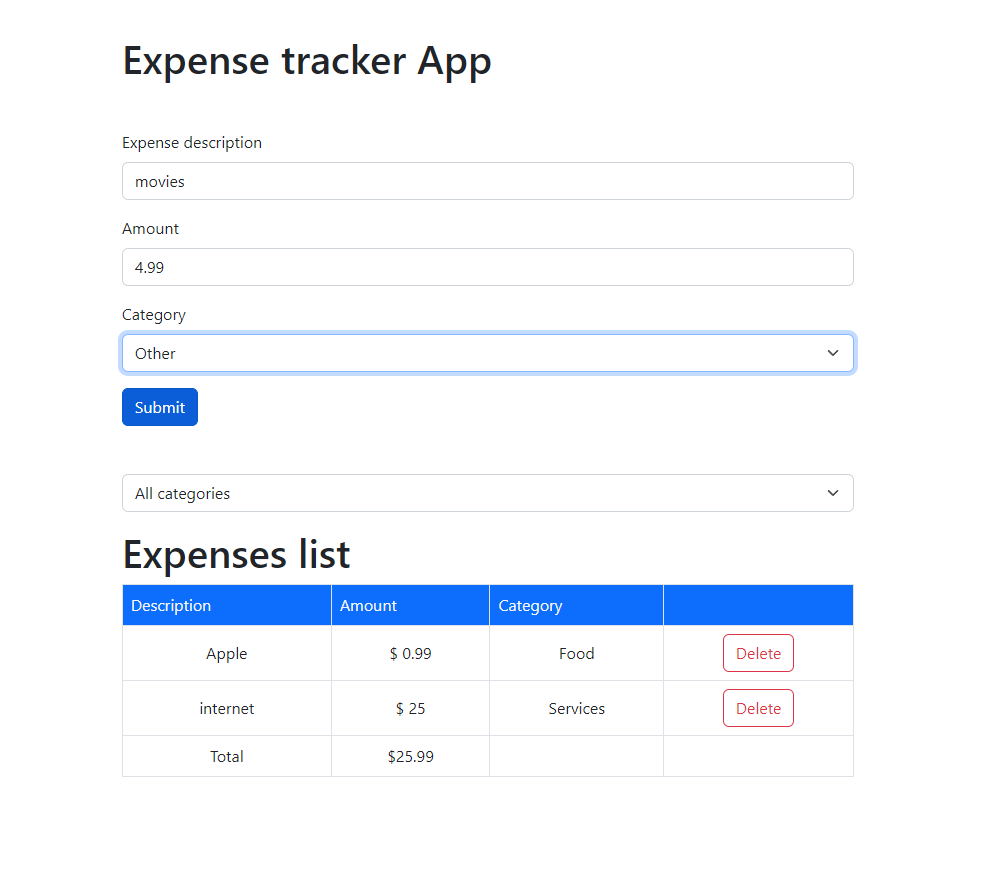 Expense tracker App
Expense description
movies
Amount
4.99
Category
Other
Submit
All categories
Expenses list
Description Amount Category
Apple $ 0.99 Food Delete
internet $ 25 Services Delete
Total $25.99